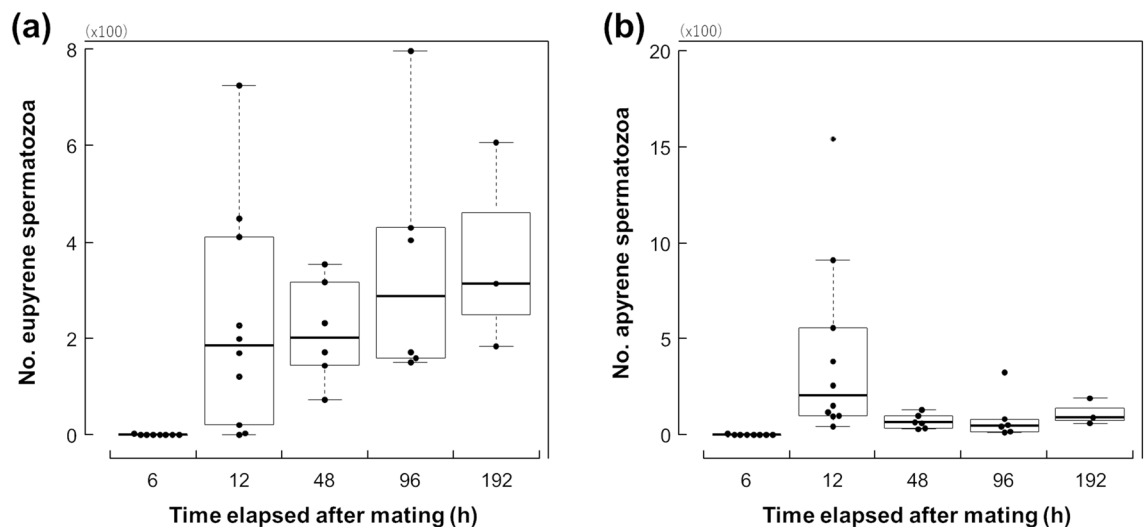 (a)
(x100)
No. eupyrene spermatozoa
8
6
4
2
0
6 12 48 96 192
Time elapsed after mating (h)
(b)
(x100)
No. apyrene spermatozoa
20
15
10
5
0
6 12 48 96 192
Time elapsed after mating (h)